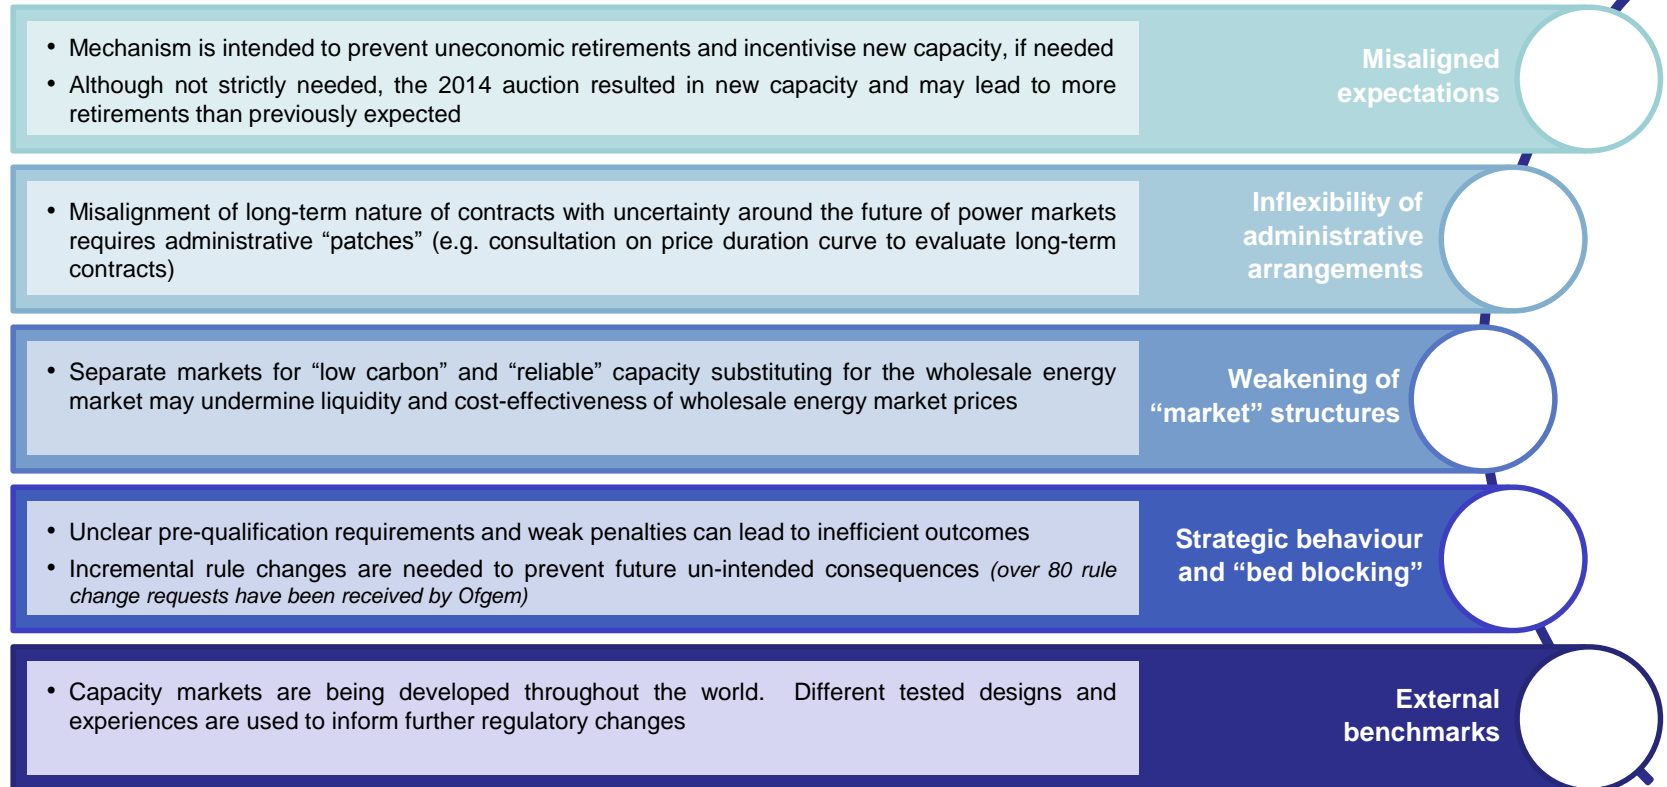 • Mechanism is intended to prevent uneconomic retirements and incentivise new capacity, if needed
• Although not strictly needed, the 2014 auction resulted in new capacity and may lead to more
retirements than previously expected
Misaligned
expectations
• Misalignment of long-term nature of contracts with uncertainty around the future of power markets
requires administrative “patches” (e.g. consultation on price duration curve to evaluate long-term
contracts)
Inflexibility of
administrative
arrangements
• Separate markets for “low carbon” and “reliable” capacity substituting for the wholesale energy
market may undermine liquidity and cost-effectiveness of wholesale energy market prices
Weakening of
“market” structures
• Unclear pre-qualification requirements and weak penalties can lead to inefficient outcomes
• Incremental rule changes are needed to prevent future un-intended consequences (over 80 rule
change requests have been received by Ofgem)
Strategic behaviour
and “bed blocking”
• Capacity markets are being developed throughout the world. Different tested designs and
experiences are used to inform further regulatory changes
External
benchmarks